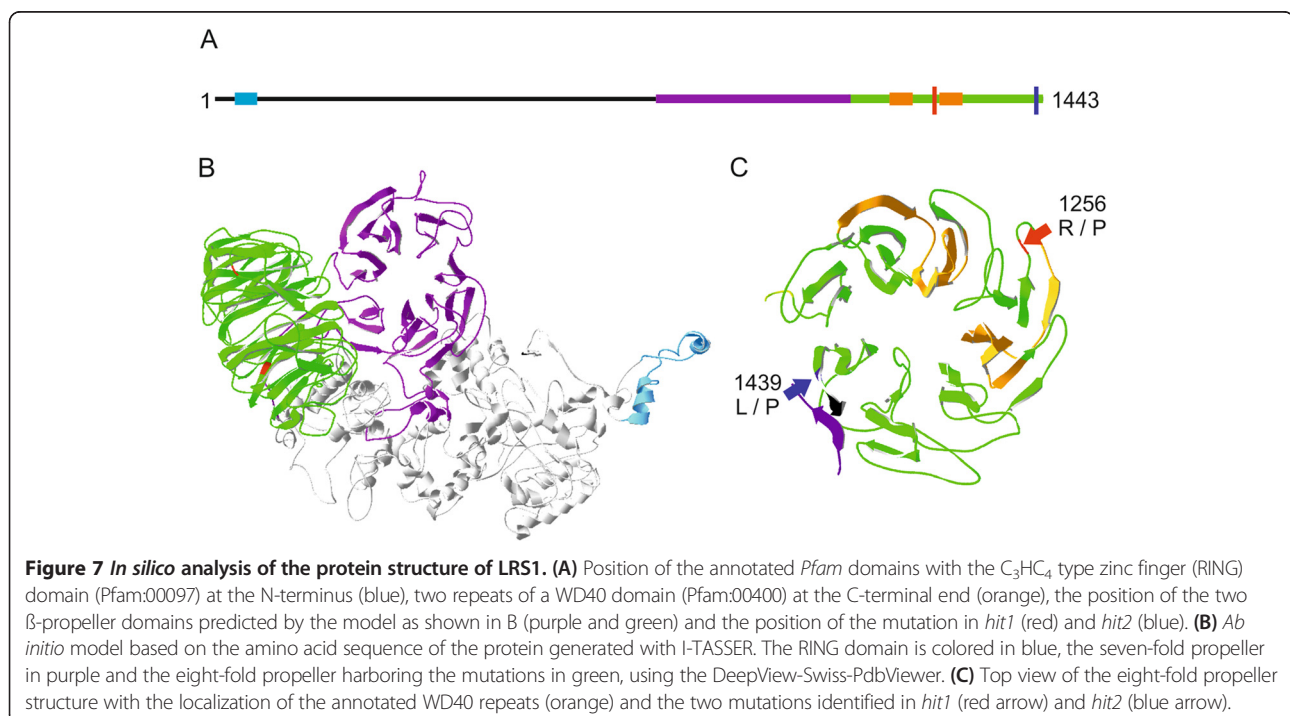 A
1
1443
B
C
1256
R / P
1439
L / P
Figure 7 In silico analysis of the protein structure of LRS1. (A) Position of the annotated Pfam domains with the C₃HC₄ type zinc finger (RING)
domain (Pfam:00097) at the N-terminus (blue), two repeats of a WD40 domain (Pfam:00400) at the C-terminal end (orange), the position of the two
ß-propeller domains predicted by the model as shown in B (purple and green) and the position of the mutation in hit1 (red) and hit2 (blue). (B) Ab
initio model based on the amino acid sequence of the protein generated with I-TASSER. The RING domain is colored in blue, the seven-fold propeller
in purple and the eight-fold propeller harboring the mutations in green, using the DeepView-Swiss-PdbViewer. (C) Top view of the eight-fold propeller
structure with the localization of the annotated WD40 repeats (orange) and the two mutations identified in hit1 (red arrow) and hit2 (blue arrow).